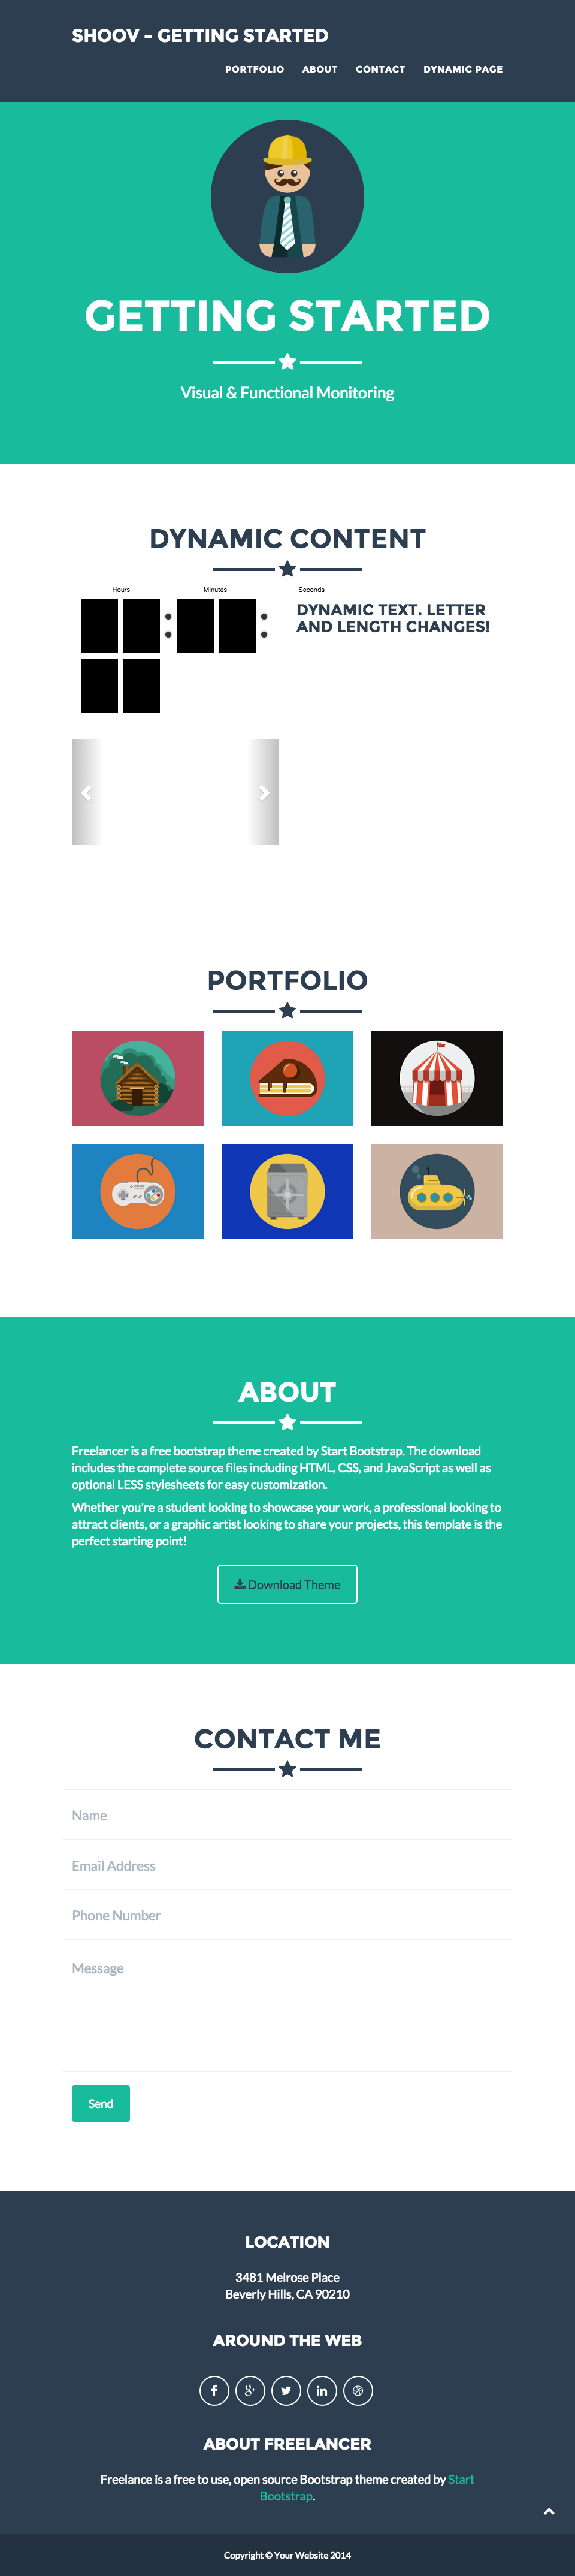 SHOOV - GETTING STARTED
PORTFOLIO ABOUT CONTACT DYNAMIC PAGE
GETTING STARTED
Visual & Functional Monitoring
DYNAMIC CONTENT
Hours Minutes Seconds
DYNAMIC TEXT. LETTER
AND LENGTH CHANGES!
PORTFOLIO
ABOUT
Freelancer is a free bootstrap theme created by Start Bootstrap. The download
includes the complete source files including HTML, CSS, and JavaScript as well as
optional LESS stylesheets for easy customization.
Whether you're a student looking to showcase your work, a professional looking to
attract clients, or a graphic artist looking to share your projects, this template is the
perfect starting point!
Download Theme
CONTACT ME
Name
Email Address
Phone Number
Message
Send
LOCATION
3481 Melrose Place
Beverly Hills, CA 90210
AROUND THE WEB
ABOUT FREELANCER
Freelance is a free to use, open source Bootstrap theme created by Start
Bootstrap.
Copyright © Your Website 2014